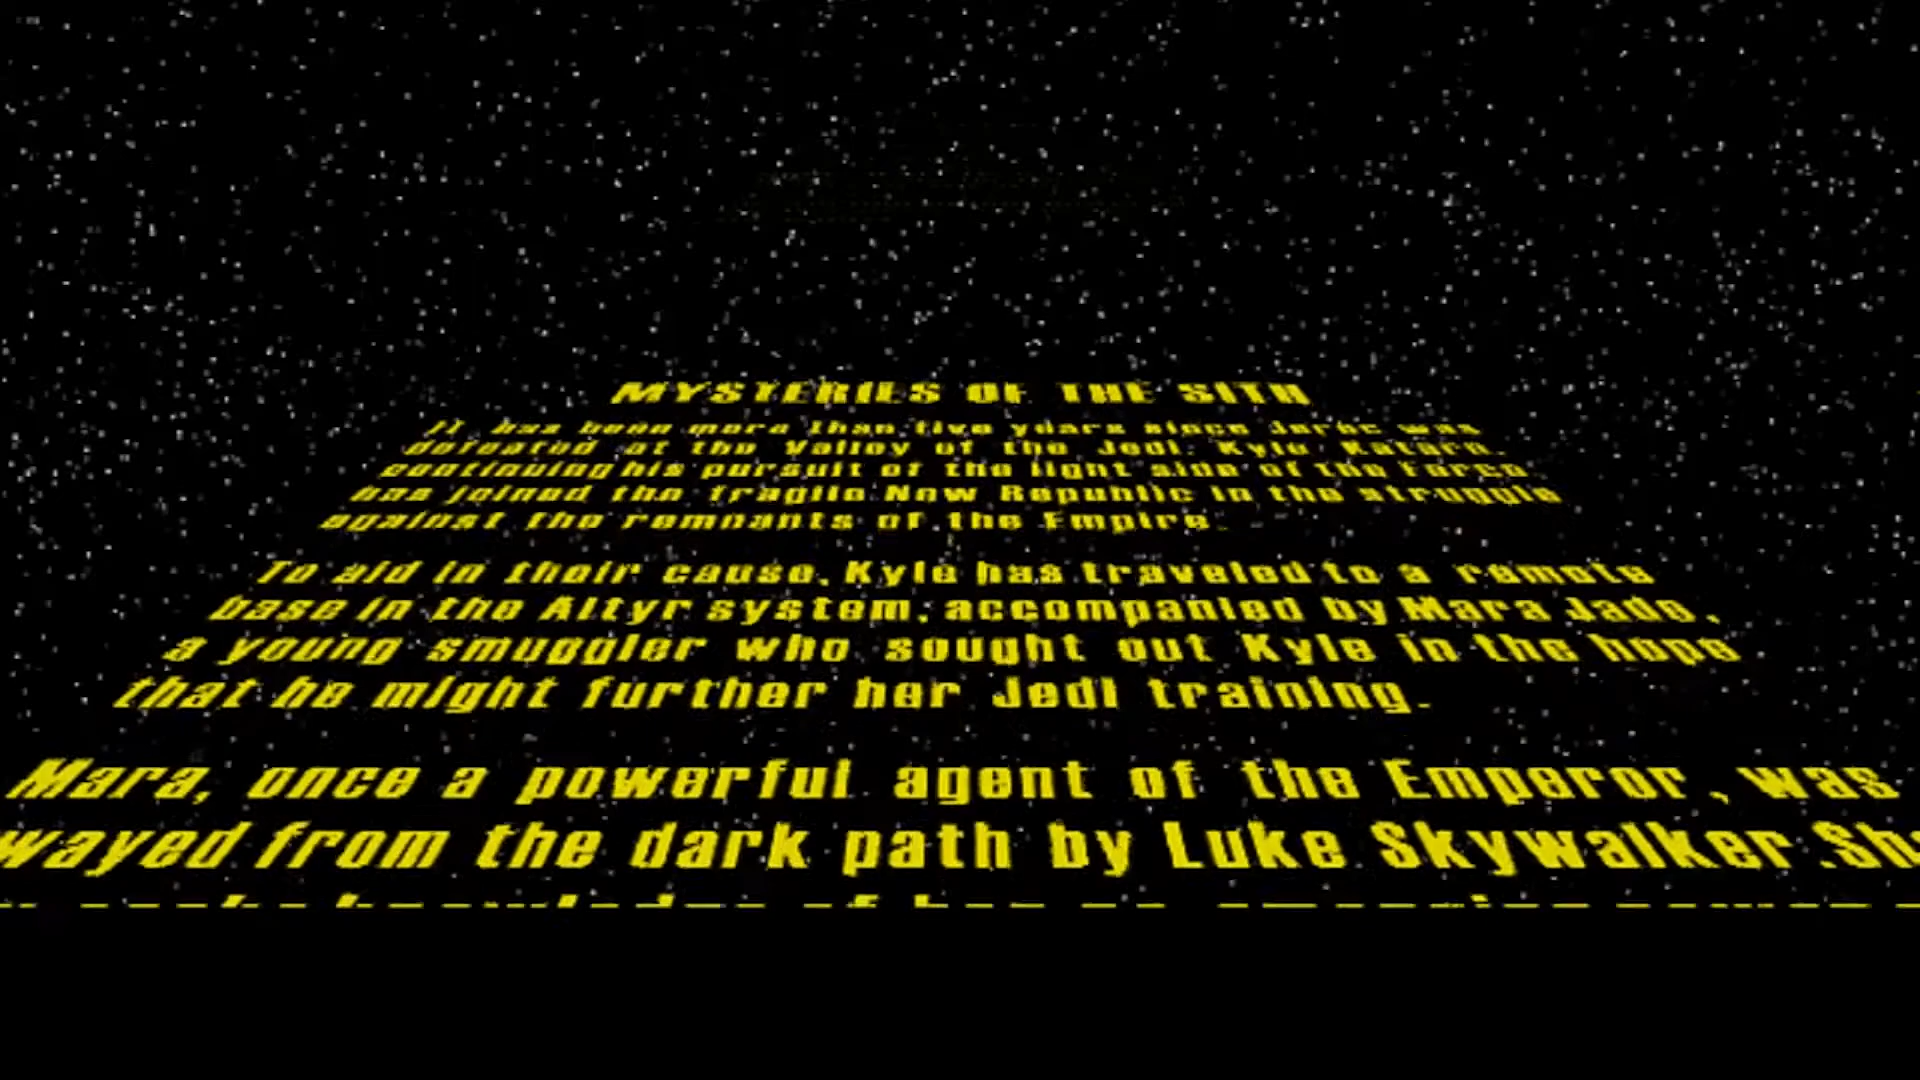 MYSTERIES OF THE SITH
It has been more than five years since Jerec was
defeated at the Valley of the Jedi. Kyle Katarn,
continuing his pursuit of the light side of the Force
has joined the fragile New Republic in the struggle
against the remnants of the Empire.
To aid in their cause, Kyle has traveled to a remote
base in the Altyr system, accompanied by Mara Jade,
a young smuggler who sought out Kyle in the hope
that he might further her Jedi training.
Mara, once a powerful agent of the Emperor, was
wayed from the dark path by Luke Skywalker. Sh